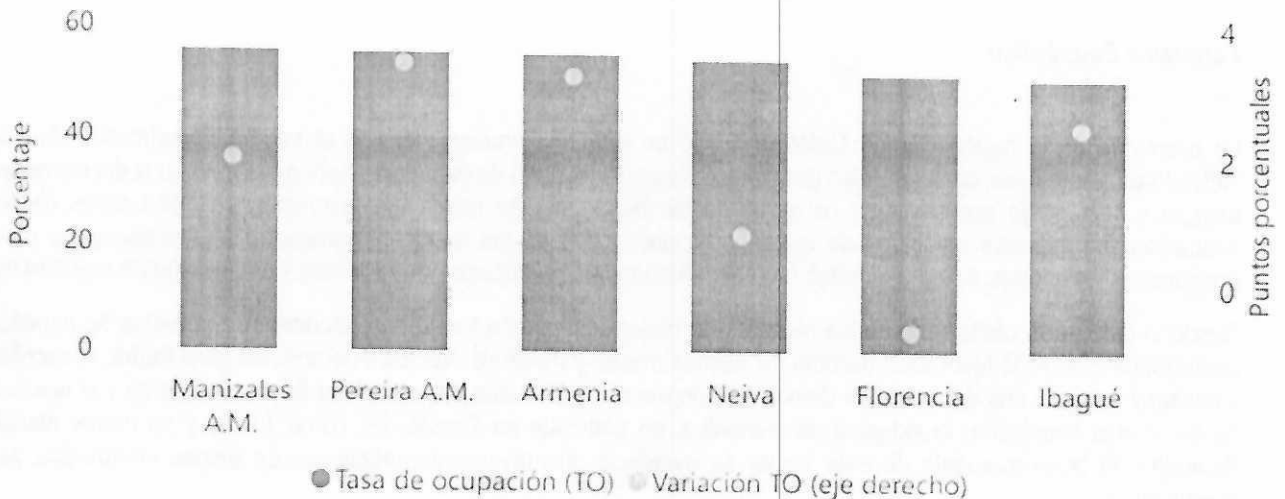 60
40
20
0
Porcentaje
4
2
0
Puntos porcentuales
Manizales A.M.
Pereira A.M.
Armenia
Neiva
Florencia
Ibagué
Tasa de ocupación (TO)
Variación TO (eje derecho)